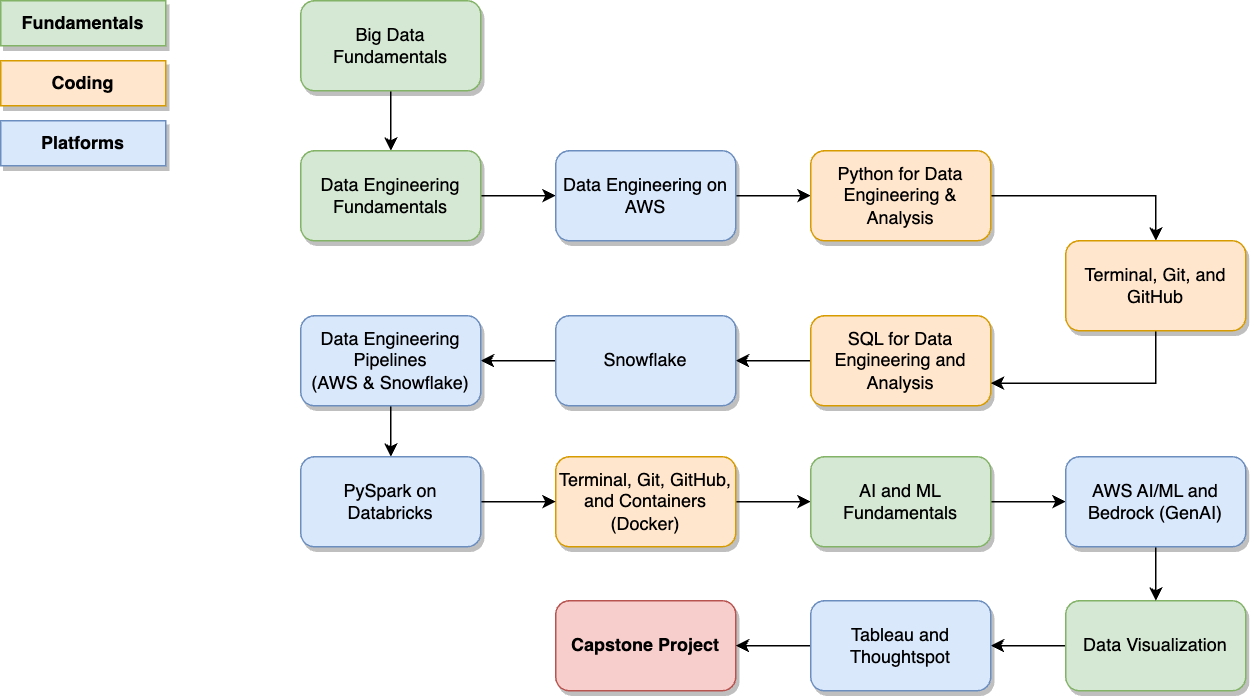 Fundamentals
Coding
Platforms
Big Data
Fundamentals
Data Engineering
Fundamentals
Data Engineering on
AWS
Python for Data
Engineering &
Analysis
Terminal, Git, and
GitHub
SQL for Data
Engineering and
Analysis
Snowflake
Data Engineering
Pipelines
(AWS & Snowflake)
PySpark on
Databricks
Terminal, Git, GitHub,
and Containers
(Docker)
AI and ML
Fundamentals
AWS AI/ML and
Bedrock (GenAI)
Data Visualization
Tableau and
Thoughtspot
Capstone Project